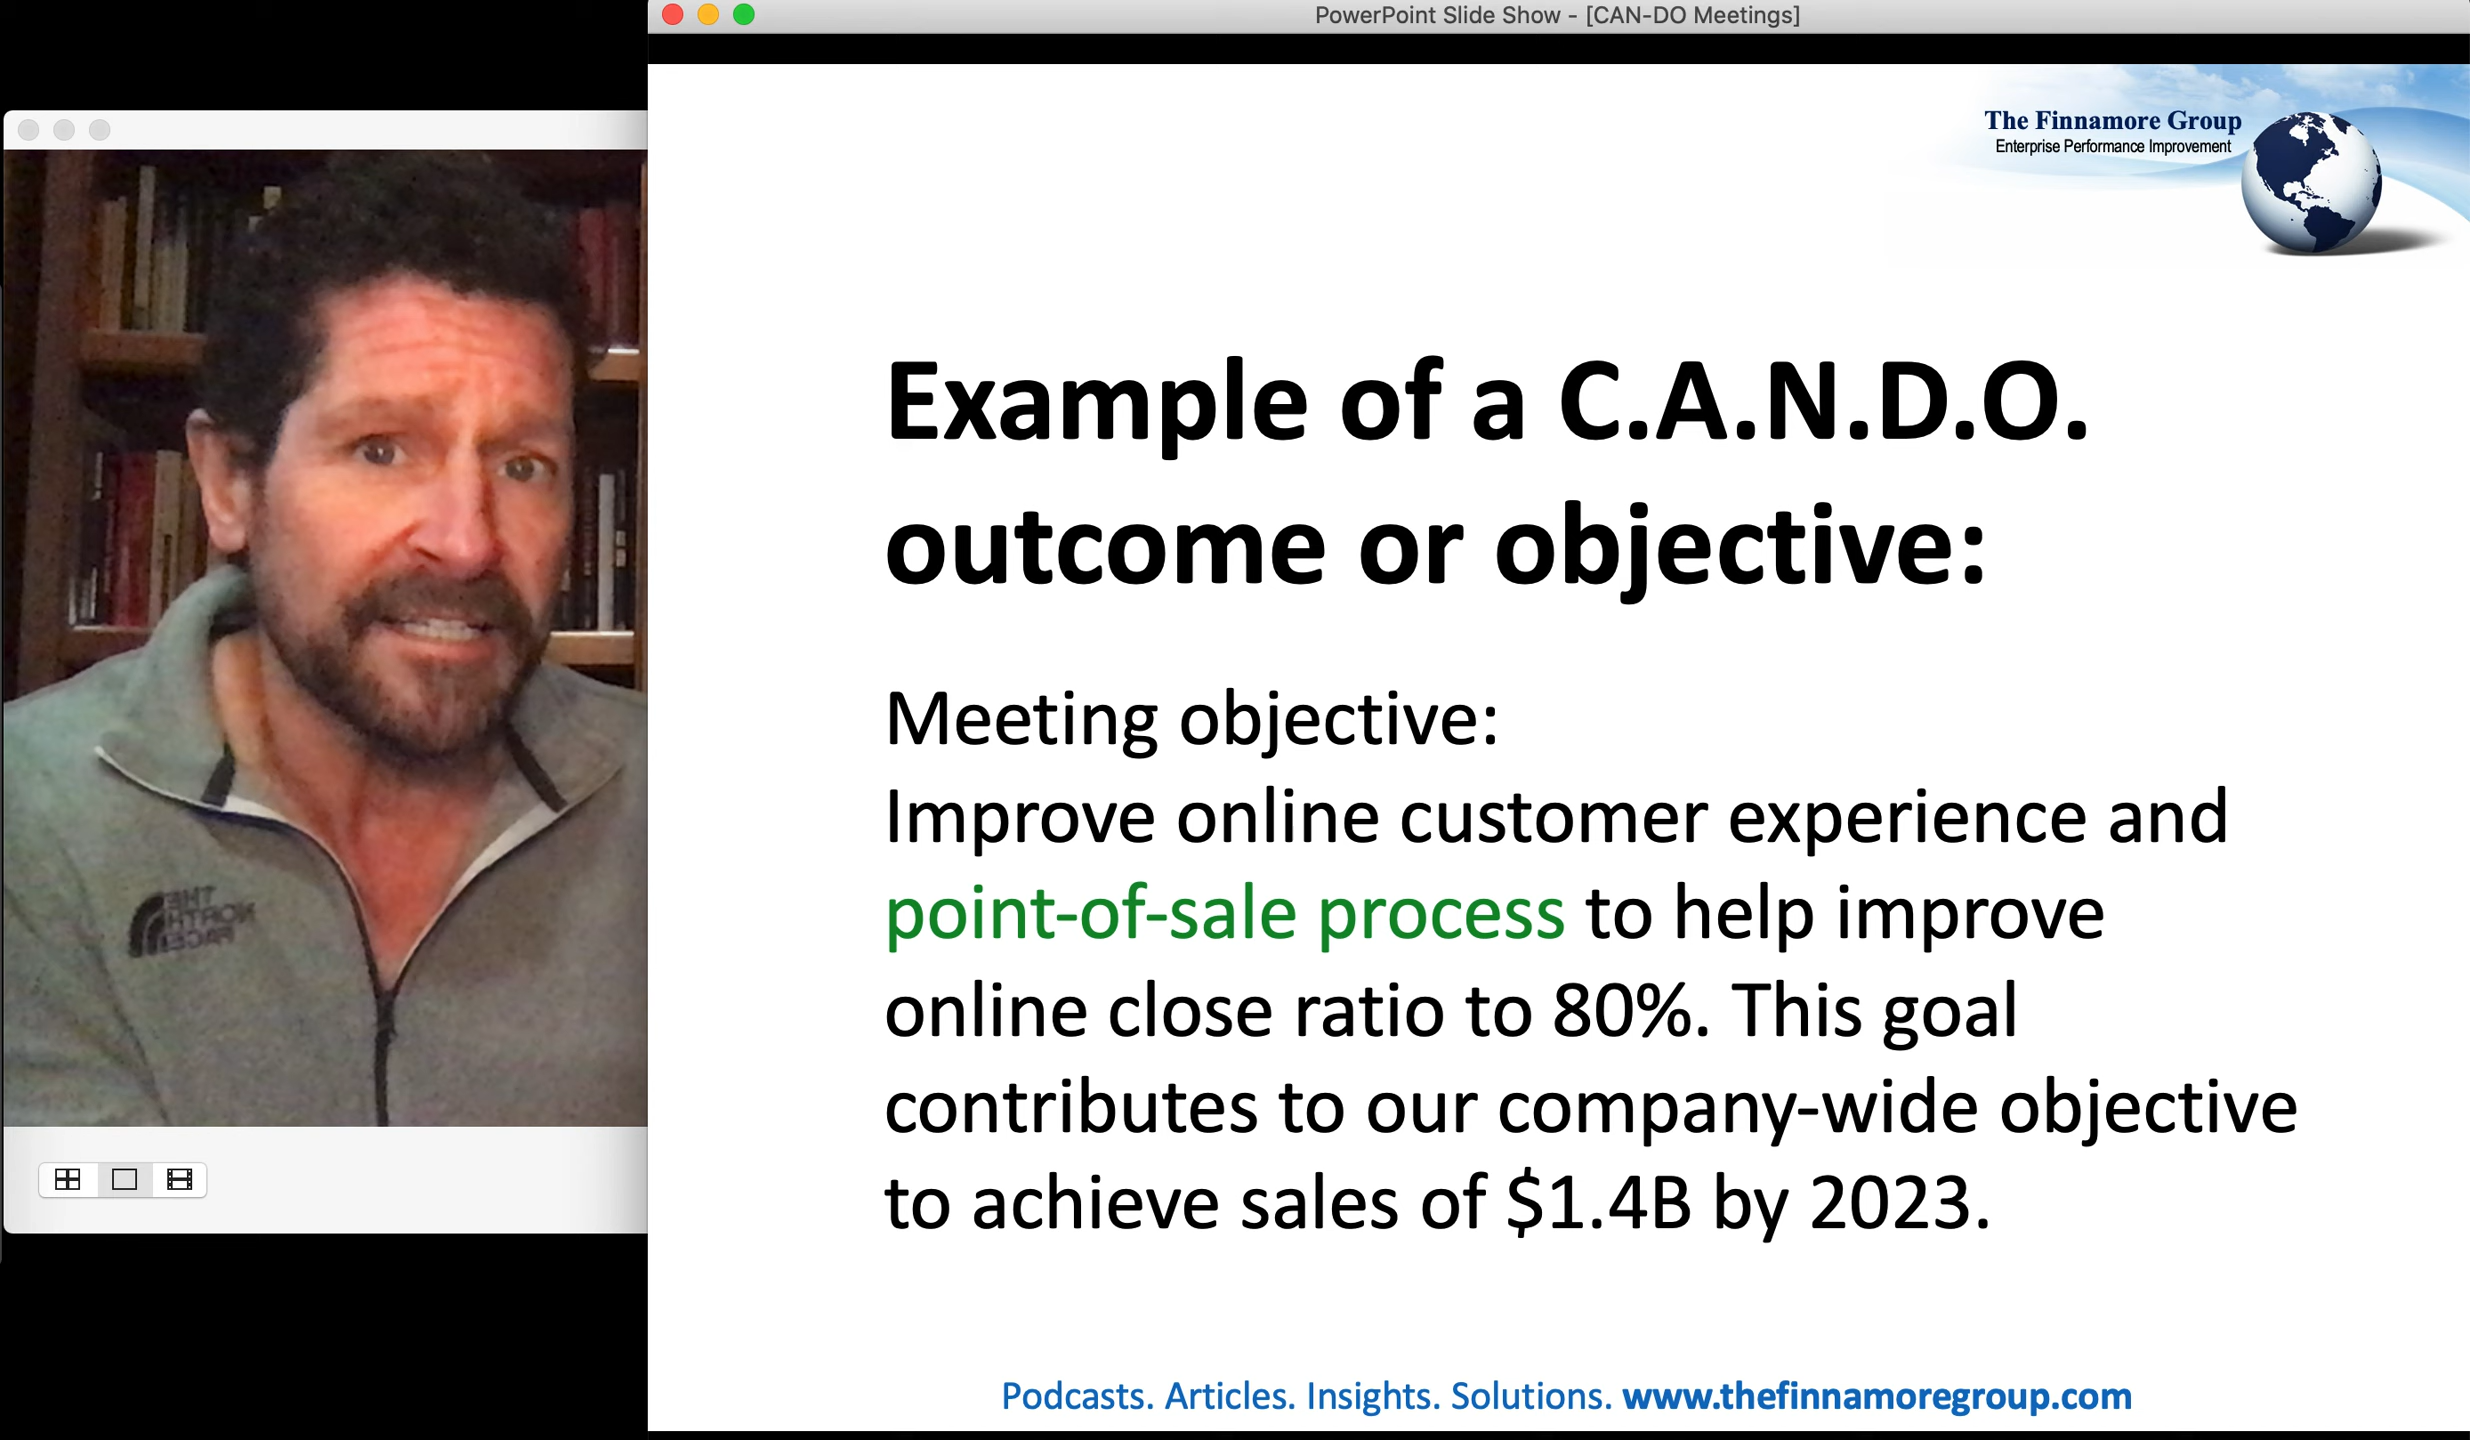 PowerPoint Slide Show - [CAN-DO Meetings]
The Finnamore Group
Enterprise Performance Improvement
Example of a C.A.N.D.O.
outcome or objective:
Meeting objective:
Improve online customer experience and
point-of-sale process to help improve
online close ratio to 80%. This goal
contributes to our company-wide objective
to achieve sales of $1.4B by 2023.
THE
NORTH
FACE
Podcasts. Articles. Insights. Solutions. www.thefinnamoregroup.com